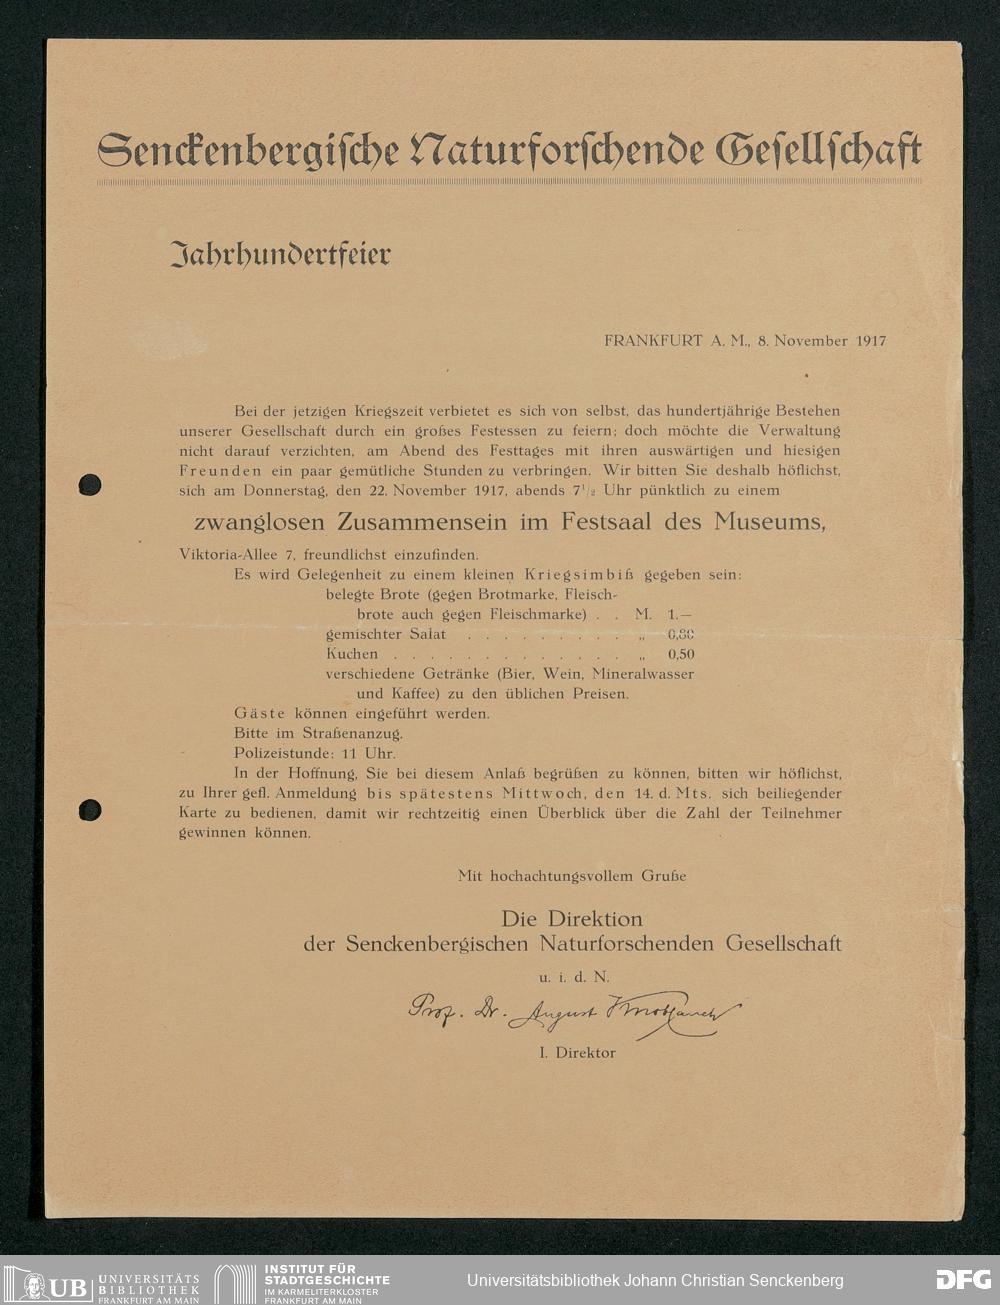 Senckenbergische Naturforschende Gesellschaft
Jahrhundertfeier
FRANKFURT A. M., 8. November 1917
Bei der jetzigen Kriegszeit verbietet es sich von selbst, das hundertjährige Bestehen
unserer Gesellschaft durch ein großes Festessen zu feiern; doch möchte die Verwaltung
nicht darauf verzichten, am Abend des Festtages mit ihren auswärtigen und hiesigen
Freunden ein paar gemütliche Stunden zu verbringen. Wir bitten Sie deshalb höflichst,
sich am Donnerstag, den 22. November 1917, abends 7½ Uhr pünktlich zu einem
zwanglosen Zusammensein im Festsaal des Museums,
Viktoria-Allee 7, freundlichst einzufinden.
Es wird Gelegenheit zu einem kleinen Kriegsimbiß gegeben sein:
belegte Brote (gegen Brotmarke, Fleisch-
brote auch gegen Fleischmarke) . . M. 1.—
gemischter Salat . . . . . . . . . „ 0,80
Kuchen . . . . . . . . . . . . . „ 0,50
verschiedene Getränke (Bier, Wein, Mineralwasser
und Kaffee) zu den üblichen Preisen.
Gäste können eingeführt werden.
Bitte im Straßenanzug.
Polizeistunde: 11 Uhr.
In der Hoffnung, Sie bei diesem Anlaß begrüßen zu können, bitten wir höflichst,
zu Ihrer gefl. Anmeldung bis spätestens Mittwoch, den 14. d. Mts. sich beiliegender
Karte zu bedienen, damit wir rechtzeitig einen Überblick über die Zahl der Teilnehmer
gewinnen können.
Mit hochachtungsvollem Gruße
Die Direktion
der Senckenbergischen Naturforschenden Gesellschaft
u. i. d. N.
Prof. Dr. August Knoblauch
I. Direktor
UB UNIVERSITÄTS
BIBLIOTHEK
FRANKFURT AM MAIN
INSTITUT FÜR
STADTGESCHICHTE
IM KARMELITERKLOSTER
FRANKFURT AM MAIN
Universitätsbibliothek Johann Christian Senckenberg
DFG